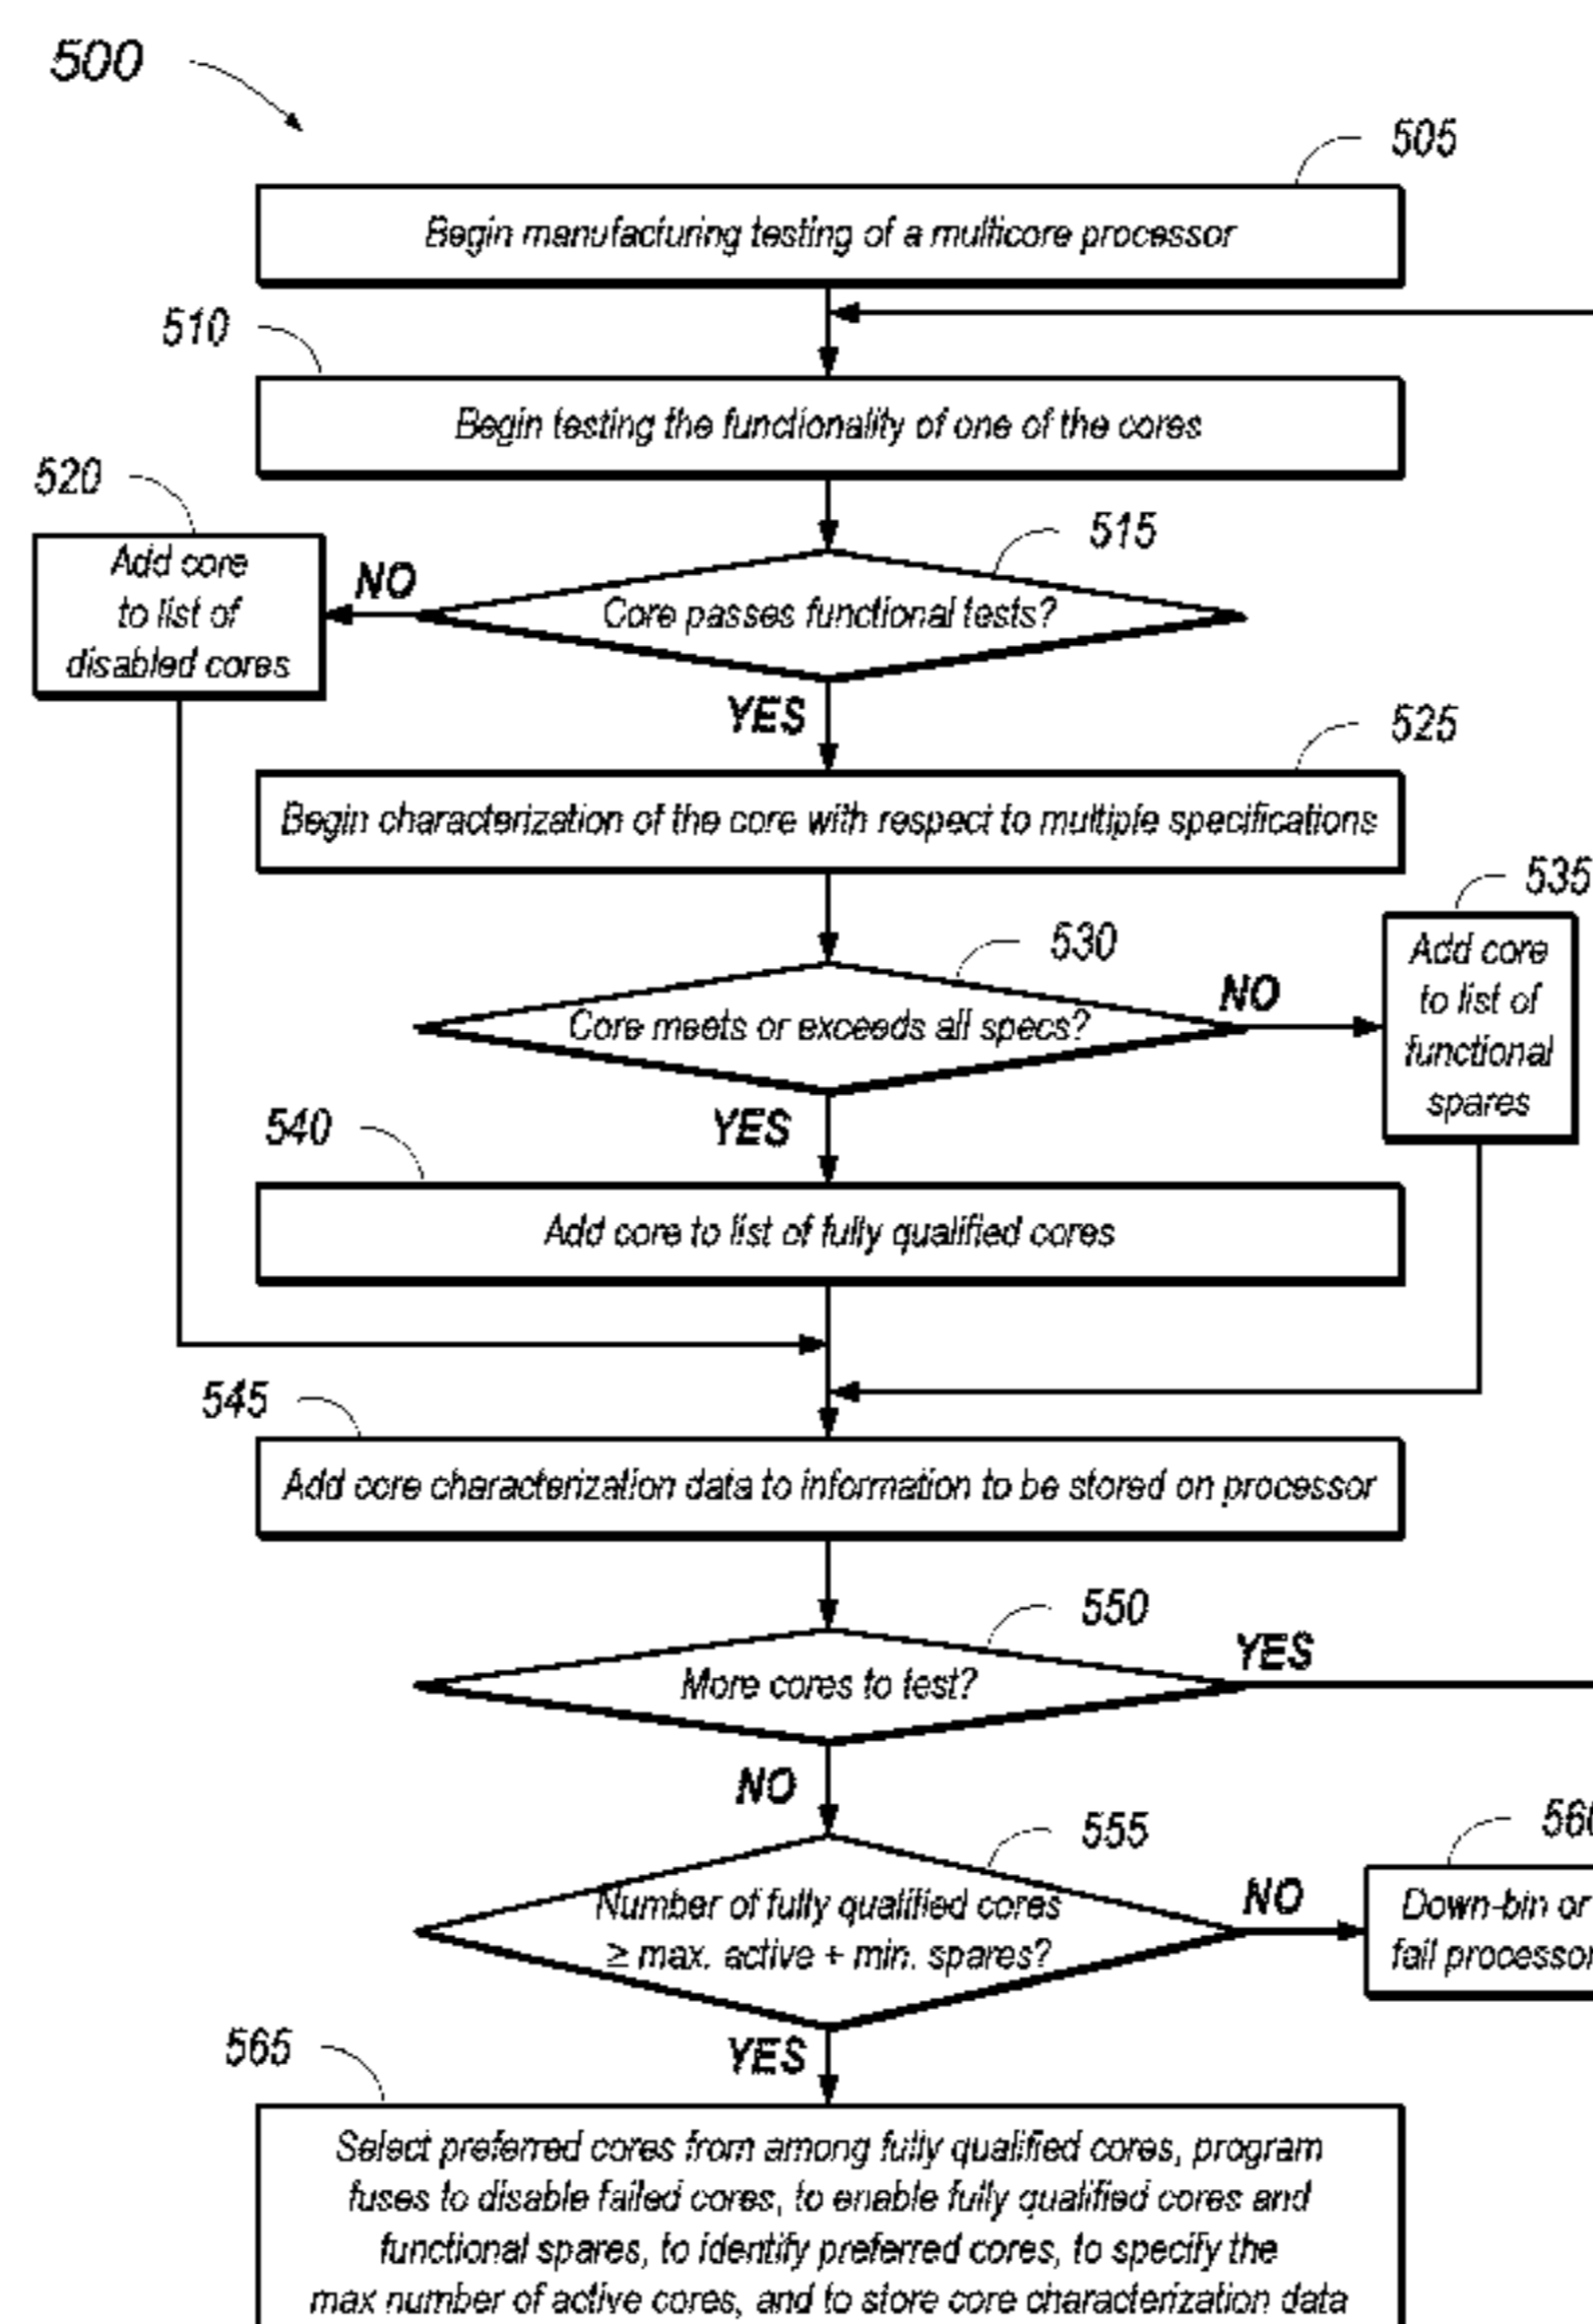 500
505
Begin manufacturing testing of a multicore processor
510
Begin testing the functionality of one of the cores
520
515
Add core
to list of
disabled cores
NO
Core passes functional tests?
YES
525
Begin characterization of the core with respect to multiple specifications
535
530
Add core
to list of
functional
spares
NO
Core meets or exceeds all specs?
YES
540
Add core to list of fully qualified cores
545
Add core characterization data to information to be stored on processor
550
YES
More cores to test?
NO
555
Number of fully qualified cores
≥ max. active + min. spares?
NO
560
Down-bin or
fail processor
YES
565
Select preferred cores from among fully qualified cores, program
fuses to disable failed cores, to enable fully qualified cores and
functional spares, to identify preferred cores, to specify the
max number of active cores, and to store core characterization data